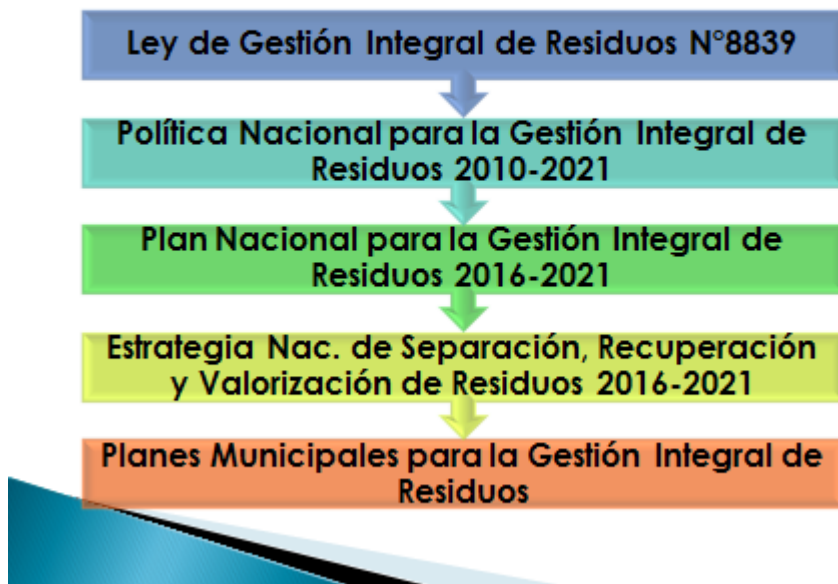 Ley de Gestión Integral de Residuos N°8839
Política Nacional para la Gestión Integral de
Residuos 2010-2021
Plan Nacional para la Gestión Integral de
Residuos 2016-2021
Estrategia Nac. de Separación, Recuperación
y Valorización de Residuos 2016-2021
Planes Municipales para la Gestión Integral de
Residuos